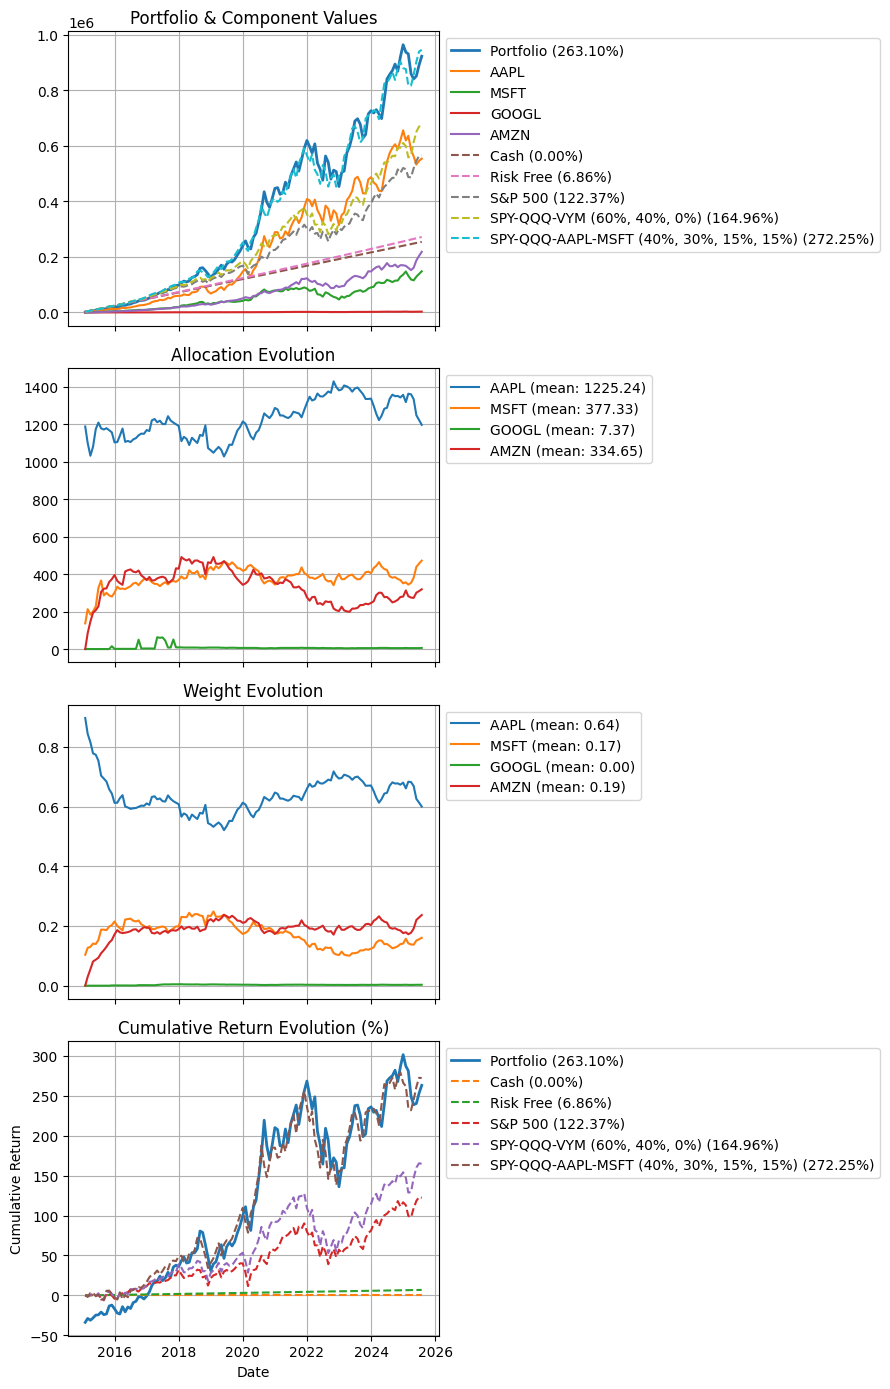 Portfolio & Component Values
1e6
1.0
0.8
0.6
0.4
0.2
0.0
Portfolio (263.10%)
AAPL
MSFT
GOOGL
AMZN
Cash (0.00%)
Risk Free (6.86%)
S&P 500 (122.37%)
SPY-QQQ-VYM (60%, 40%, 0%) (164.96%)
SPY-QQQ-AAPL-MSFT (40%, 30%, 15%, 15%) (272.25%)
Allocation Evolution
1400
1200
1000
800
600
400
200
0
AAPL (mean: 1225.24)
MSFT (mean: 377.33)
GOOGL (mean: 7.37)
AMZN (mean: 334.65)
Weight Evolution
0.8
0.6
0.4
0.2
0.0
AAPL (mean: 0.64)
MSFT (mean: 0.17)
GOOGL (mean: 0.00)
AMZN (mean: 0.19)
Cumulative Return Evolution (%)
Cumulative Return
300
250
200
150
100
50
0
−50
Portfolio (263.10%)
Cash (0.00%)
Risk Free (6.86%)
S&P 500 (122.37%)
SPY-QQQ-VYM (60%, 40%, 0%) (164.96%)
SPY-QQQ-AAPL-MSFT (40%, 30%, 15%, 15%) (272.25%)
2016 2018 2020 2022 2024 2026
Date